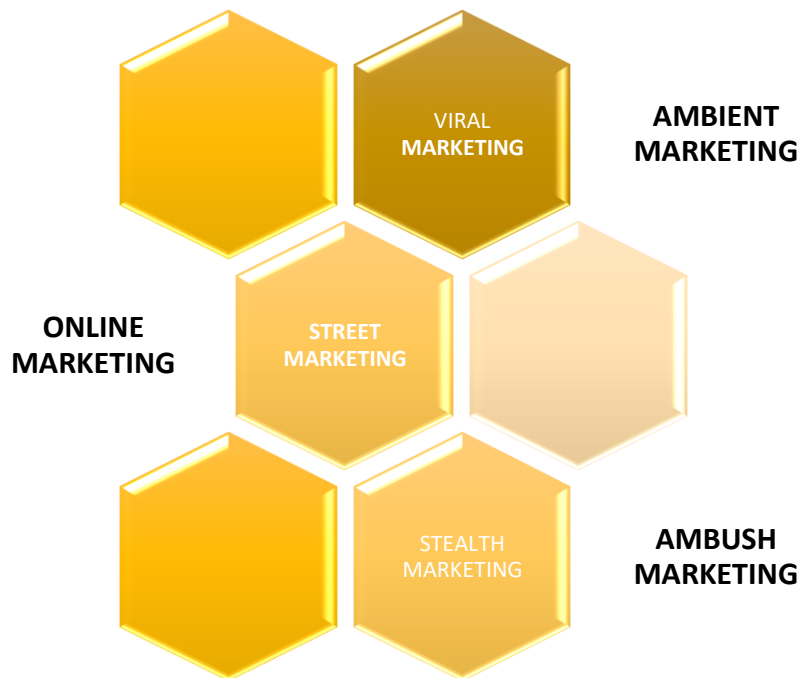 VIRAL
MARKETING
AMBIENT
MARKETING
ONLINE
MARKETING
STREET
MARKETING
STEALTH
MARKETING
AMBUSH
MARKETING